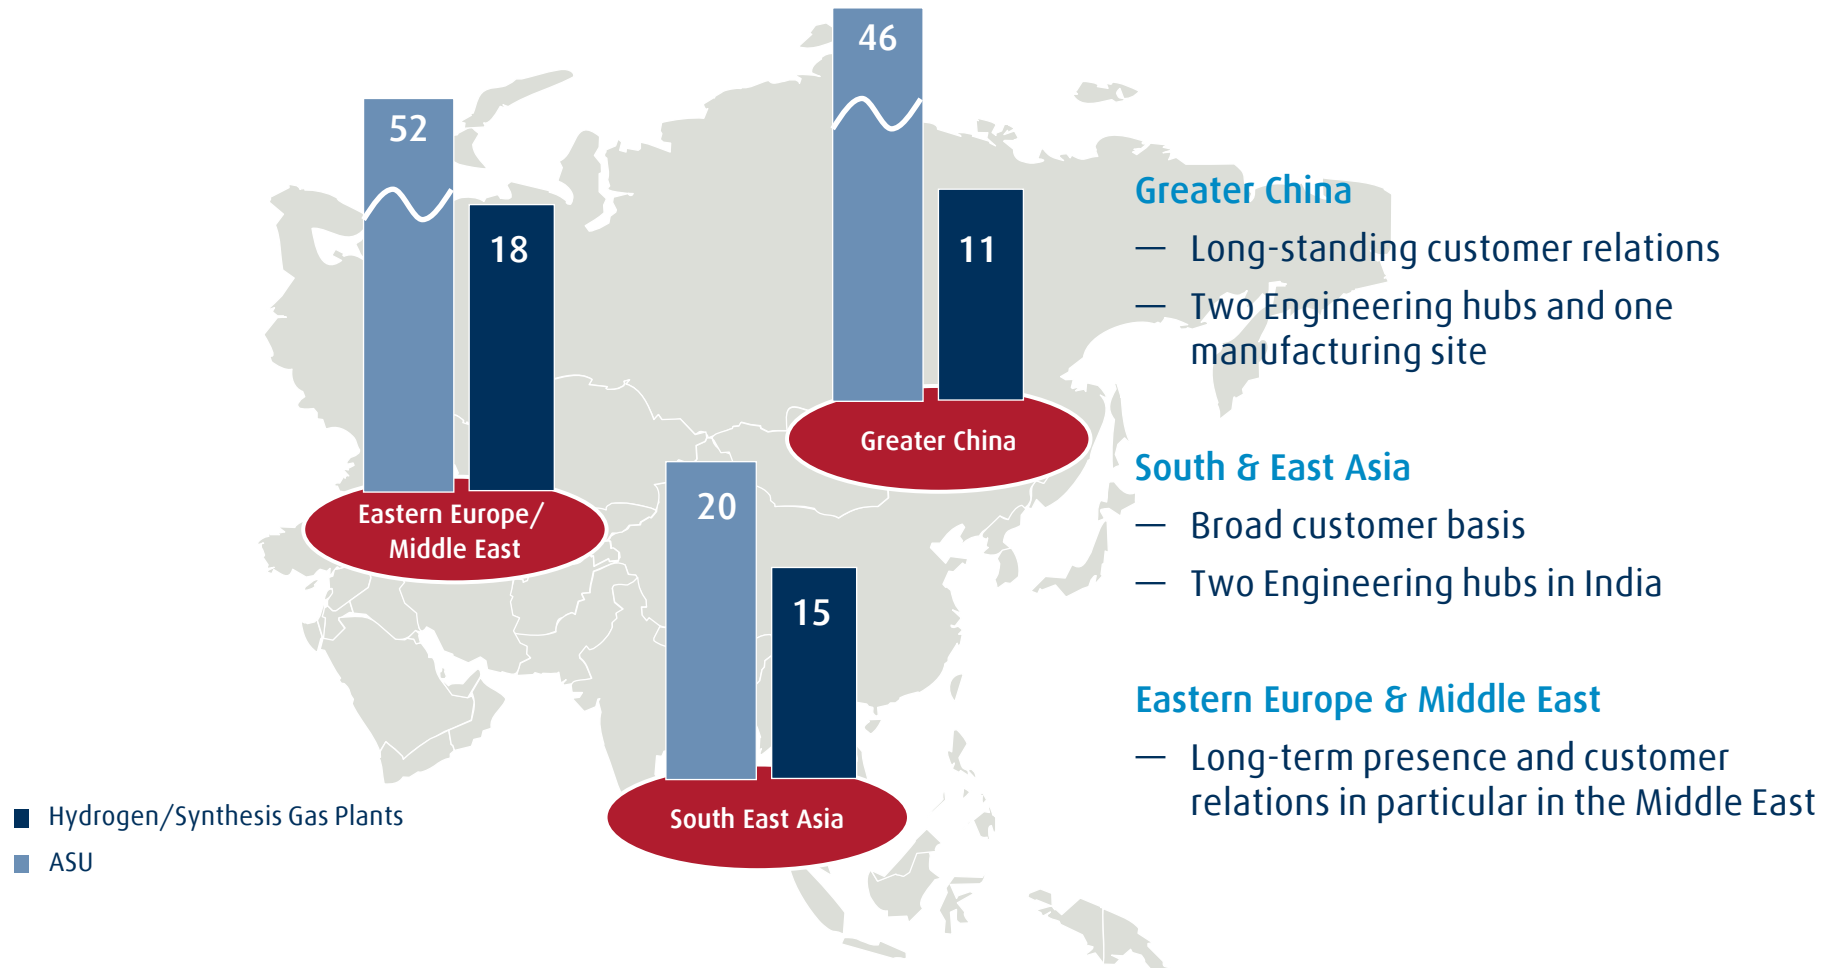 46
52
18
11
Greater China
20
Eastern Europe/
Middle East
15
South East Asia
Hydrogen/Synthesis Gas Plants
ASU
Greater China
— Long-standing customer relations
— Two Engineering hubs and one
manufacturing site
South & East Asia
— Broad customer basis
— Two Engineering hubs in India
Eastern Europe & Middle East
— Long-term presence and customer
relations in particular in the Middle East